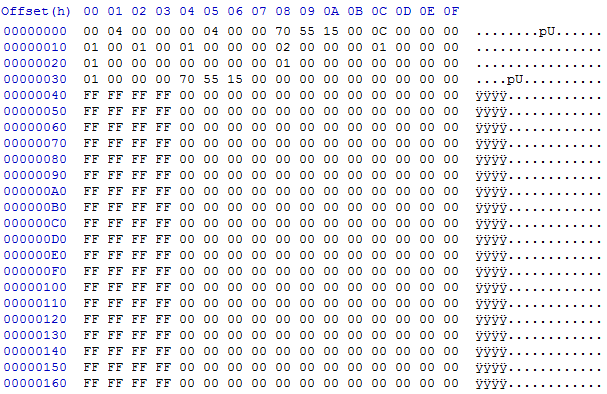 Offset(h) 00 01 02 03 04 05 06 07 08 09 0A 0B 0C 0D 0E 0F
00000000 00 04 00 00 00 04 00 00 70 55 15 00 0C 00 00 00 ........pU......
00000010 01 00 01 00 01 00 00 00 02 00 00 00 01 00 00 00 ................
00000020 01 00 00 00 00 00 00 00 01 00 00 00 00 00 00 00 ................
00000030 01 00 00 00 70 55 15 00 00 00 00 00 00 00 00 00 ....pU..........
00000040 FF FF FF FF 00 00 00 00 00 00 00 00 00 00 00 00 ÿÿÿÿ............
00000050 FF FF FF FF 00 00 00 00 00 00 00 00 00 00 00 00 ÿÿÿÿ............
00000060 FF FF FF FF 00 00 00 00 00 00 00 00 00 00 00 00 ÿÿÿÿ............
00000070 FF FF FF FF 00 00 00 00 00 00 00 00 00 00 00 00 ÿÿÿÿ............
00000080 FF FF FF FF 00 00 00 00 00 00 00 00 00 00 00 00 ÿÿÿÿ............
00000090 FF FF FF FF 00 00 00 00 00 00 00 00 00 00 00 00 ÿÿÿÿ............
000000A0 FF FF FF FF 00 00 00 00 00 00 00 00 00 00 00 00 ÿÿÿÿ............
000000B0 FF FF FF FF 00 00 00 00 00 00 00 00 00 00 00 00 ÿÿÿÿ............
000000C0 FF FF FF FF 00 00 00 00 00 00 00 00 00 00 00 00 ÿÿÿÿ............
000000D0 FF FF FF FF 00 00 00 00 00 00 00 00 00 00 00 00 ÿÿÿÿ............
000000E0 FF FF FF FF 00 00 00 00 00 00 00 00 00 00 00 00 ÿÿÿÿ............
000000F0 FF FF FF FF 00 00 00 00 00 00 00 00 00 00 00 00 ÿÿÿÿ............
00000100 FF FF FF FF 00 00 00 00 00 00 00 00 00 00 00 00 ÿÿÿÿ............
00000110 FF FF FF FF 00 00 00 00 00 00 00 00 00 00 00 00 ÿÿÿÿ............
00000120 FF FF FF FF 00 00 00 00 00 00 00 00 00 00 00 00 ÿÿÿÿ............
00000130 FF FF FF FF 00 00 00 00 00 00 00 00 00 00 00 00 ÿÿÿÿ............
00000140 FF FF FF FF 00 00 00 00 00 00 00 00 00 00 00 00 ÿÿÿÿ............
00000150 FF FF FF FF 00 00 00 00 00 00 00 00 00 00 00 00 ÿÿÿÿ............
00000160 FF FF FF FF 00 00 00 00 00 00 00 00 00 00 00 00 ÿÿÿÿ............